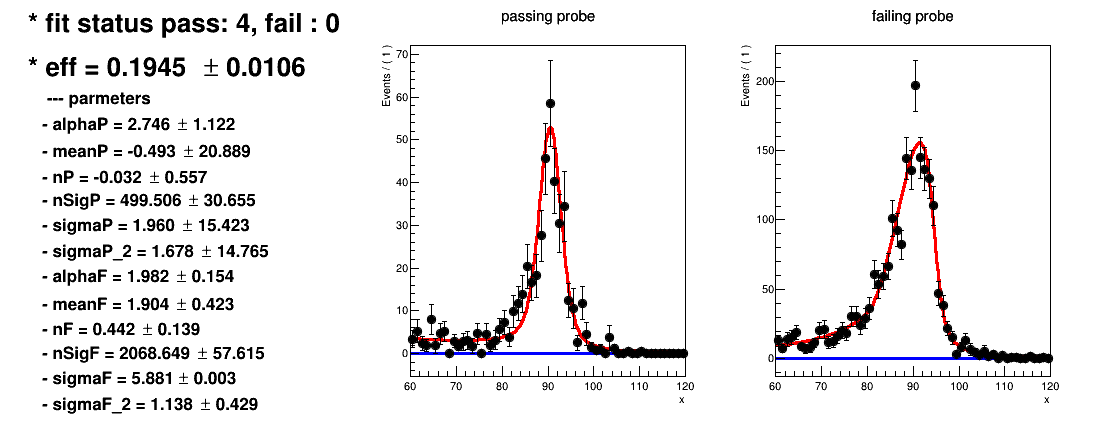 * fit status pass: 4, fail : 0
* eff = 0.1945 ± 0.0106
--- parmeters
- alphaP = 2.746 ± 1.122
- meanP = -0.493 ± 20.889
- nP = -0.032 ± 0.557
- nSigP = 499.506 ± 30.655
- sigmaP = 1.960 ± 15.423
- sigmaP_2 = 1.678 ± 14.765
- alphaF = 1.982 ± 0.154
- meanF = 1.904 ± 0.423
- nF = 0.442 ± 0.139
- nSigF = 2068.649 ± 57.615
- sigmaF = 5.881 ± 0.003
- sigmaF_2 = 1.138 ± 0.429
passing probe
Events / ( 1 )
70
60
50
40
30
20
10
0
60 70 80 90 100 110 120
x
failing probe
Events / ( 1 )
200
150
100
50
0
60 70 80 90 100 110 120
x